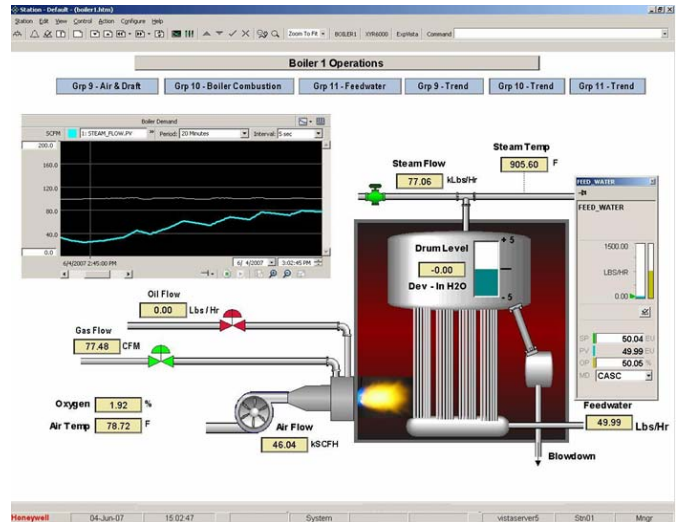 Station - Default - (boiler1.htm)
Station Edit View Control Action Configure Help
Zoom To Fit BOILER1 XYR6000 ExpVista Command
Boiler 1 Operations
Grp 9 - Air & Draft Grp 10 - Boiler Combustion Grp 11 - Feedwater Grp 9 - Trend Grp 10 - Trend Grp 11 - Trend
Boiler Demand
SCFM 1: STEAM_FLOW.PV Period: 20 Minutes Interval: 5 sec
200.0
160.0
120.0
80.0
40.0
0.0
6/4/2007 2:45:00 PM 6/ 4/2007 3:02:45 PM
Steam Flow
77.06 kLbs/Hr
Steam Temp
905.60 F
FEED_WATER
FEED_WATER
1500.00
LBS/HR
0.00
SP 50.04 EU
PV 49.99 EU
OP 50.05 %
MD CASC
Drum Level
-0.00
Dev - In H2O
+ 5
- 5
Oil Flow
0.00 Lbs / Hr
Gas Flow
77.48 CFM
Oxygen 1.92 %
Air Temp 78.72 F
Air Flow
46.04 kSCFH
Feedwater
49.99 Lbs/Hr
Blowdown
Honeywell 04-Jun-07 15:02:47 System vistaserver5 Stn01 Mngr